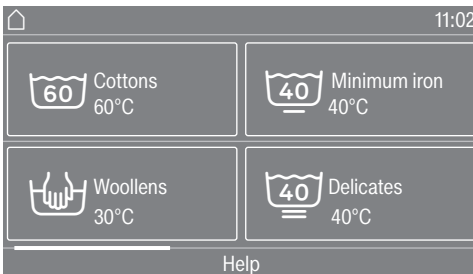 11:02
60 Cottons
60°C
40 Minimum iron
40°C
Woollens
30°C
40 Delicates
40°C
Help